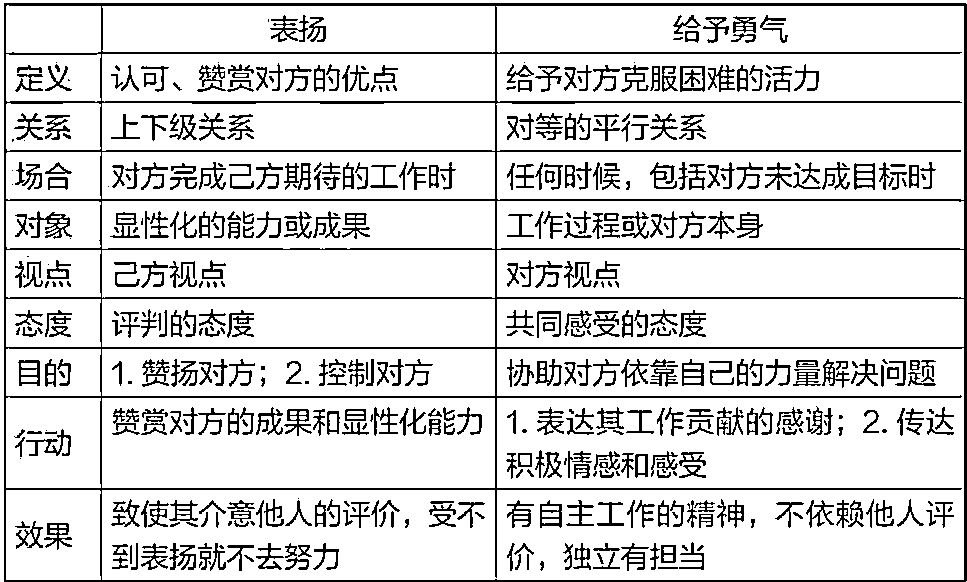 表扬 给予勇气
定义 认可、赞赏对方的优点 给予对方克服困难的活力
关系 上下级关系 对等的平行关系
场合 对方完成己方期待的工作时 任何时候，包括对方未达成目标时
对象 显性化的能力或成果 工作过程或对方本身
视点 己方视点 对方视点
态度 评判的态度 共同感受的态度
目的 1. 赞扬对方；2. 控制对方 协助对方依靠自己的力量解决问题
行动 赞赏对方的成果和显性化能力 1. 表达其工作贡献的感谢；2. 传达
积极情感和感受
效果 致使其介意他人的评价，受不 有自主工作的精神，不依赖他人评
到表扬就不去努力 价，独立有担当